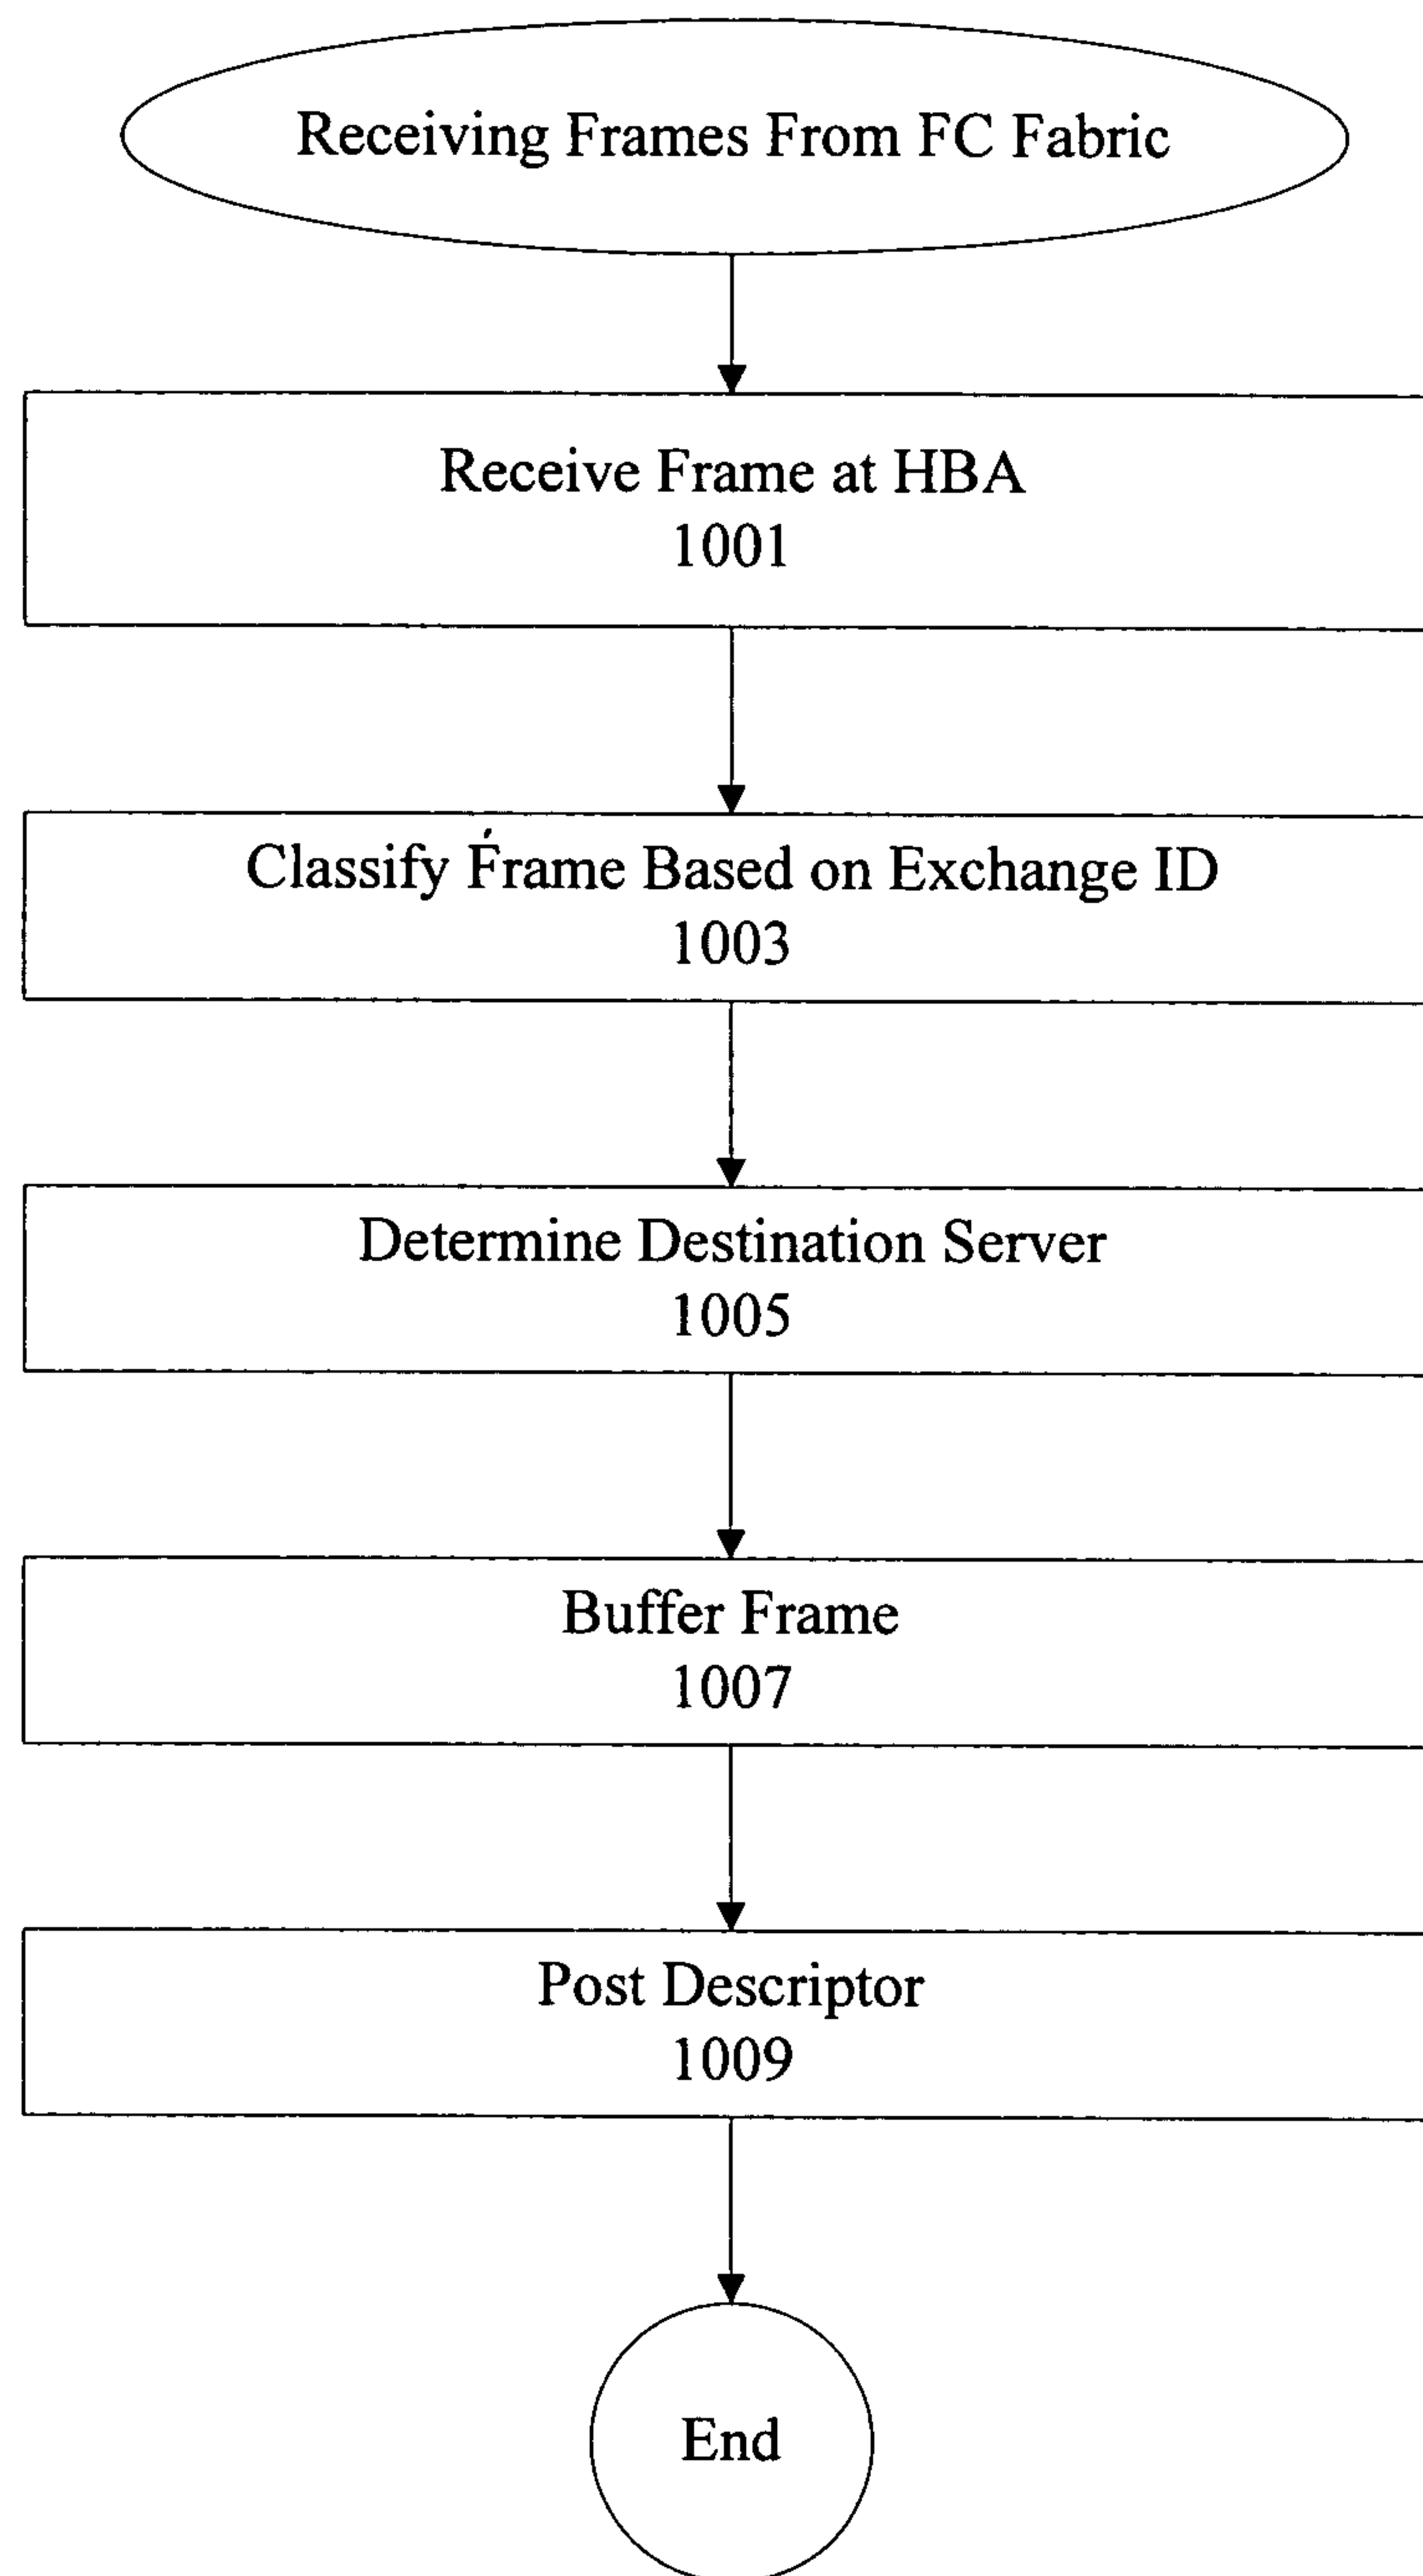 Receiving Frames From FC Fabric
Receive Frame at HBA
1001
Classify Frame Based on Exchange ID
1003
Determine Destination Server
1005
Buffer Frame
1007
Post Descriptor
1009
End